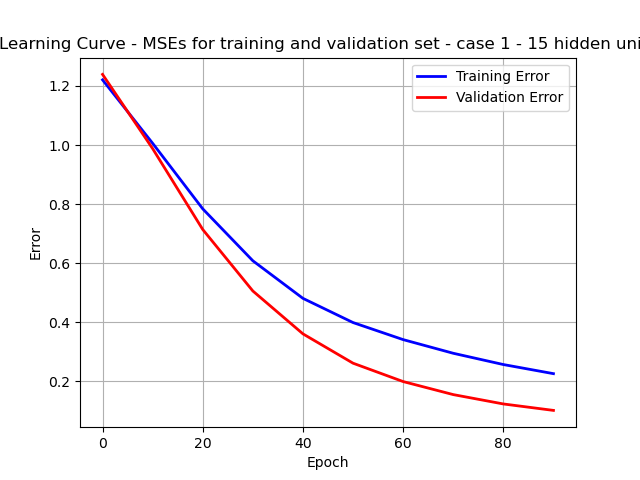 Learning Curve - MSEs for training and validation set - case 1 - 15 hidden uni
Training Error
Validation Error
1.2
1.0
0.8
0.6
0.4
0.2
Error
0
20
40
60
80
Epoch